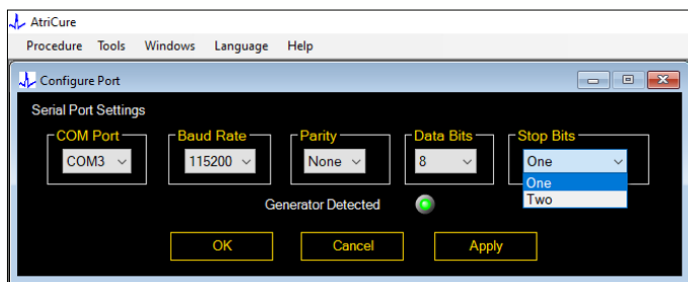 AtriCure
Procedure Tools Windows Language Help
Configure Port
Serial Port Settings
COM Port Baud Rate Parity Data Bits Stop Bits
COM3 115200 None 8 One
One
Two
Generator Detected
OK Cancel Apply